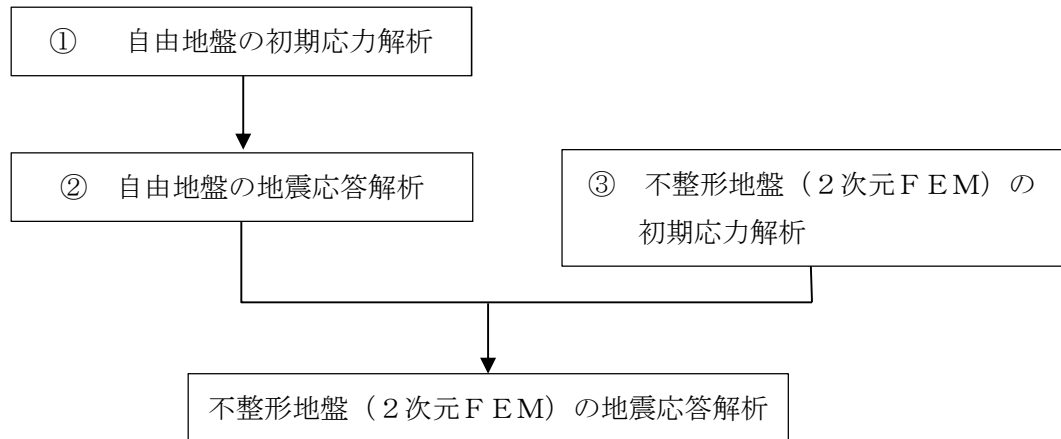 ① 自由地盤の初期応力解析
② 自由地盤の地震応答解析
③ 不整形地盤（２次元ＦＥＭ）の
初期応力解析
不整形地盤（２次元ＦＥＭ）の地震応答解析